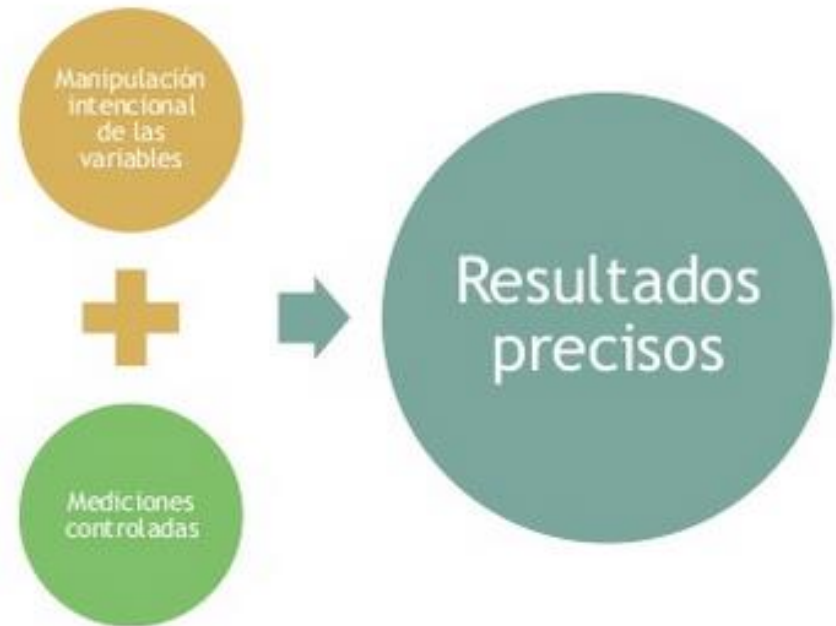 Manipulación
intencional
de las
variables
Mediciones
controladas
Resultados
precisos